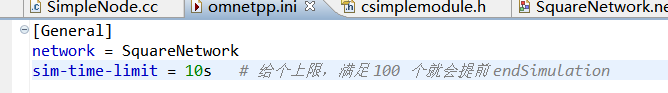 SimpleNode.cc omnetpp.ini csimplemodule.h SquareNetwork.ne
[General]
network = SquareNetwork
sim-time-limit = 10s # 给个上限，满足100 个就会提前endSimulation